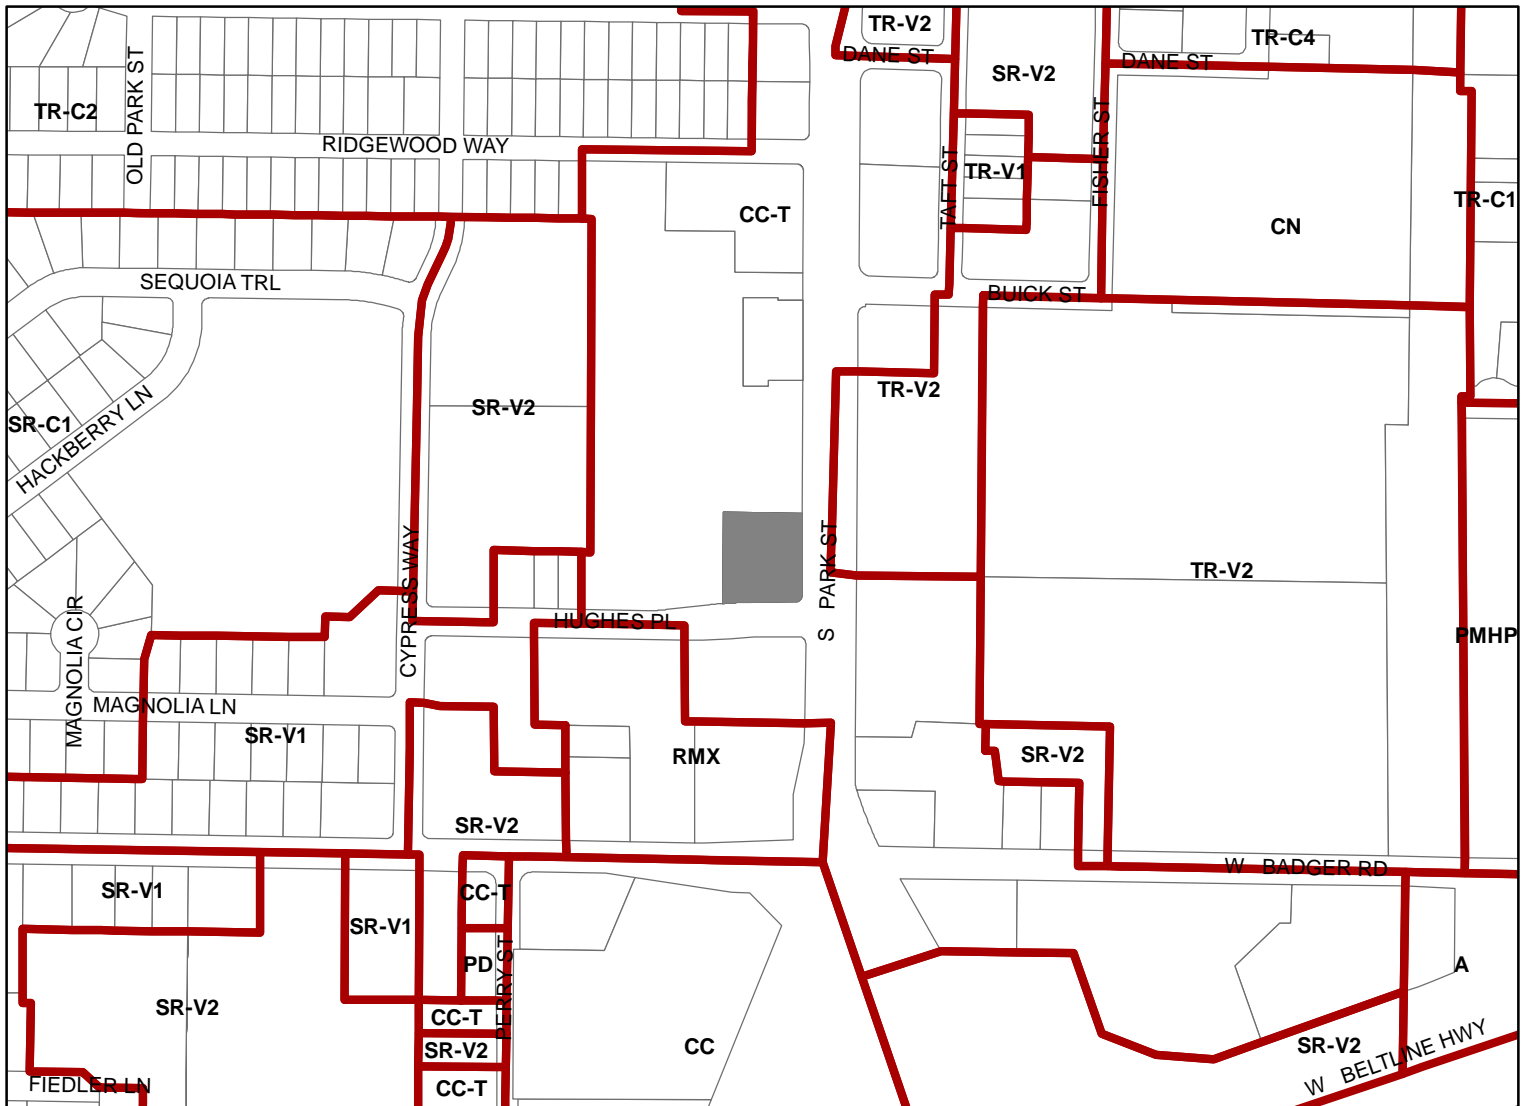 TR-V2
DANE ST
SR-V2
TR-C4
DANE ST
TR-C2
OLD PARK ST
RIDGEWOOD WAY
TAFT ST
TR-V1
FISHER ST
TR-C1
CC-T
CN
SEQUOIA TRL
BUICK ST
SR-C1
HACKBERRY LN
SR-V2
TR-V2
CYPRESS WAY
S PARK ST
TR-V2
MAGNOLIA CIR
HUGHES PL
PMHP
MAGNOLIA LN
SR-V1
RMX
SR-V2
SR-V2
W BADGER RD
SR-V1
SR-V1
CC-T
PD
PERRY ST
A
SR-V2
CC-T
SR-V2
CC
SR-V2
W BELTLINE HWY
FIEDLER LN
CC-T